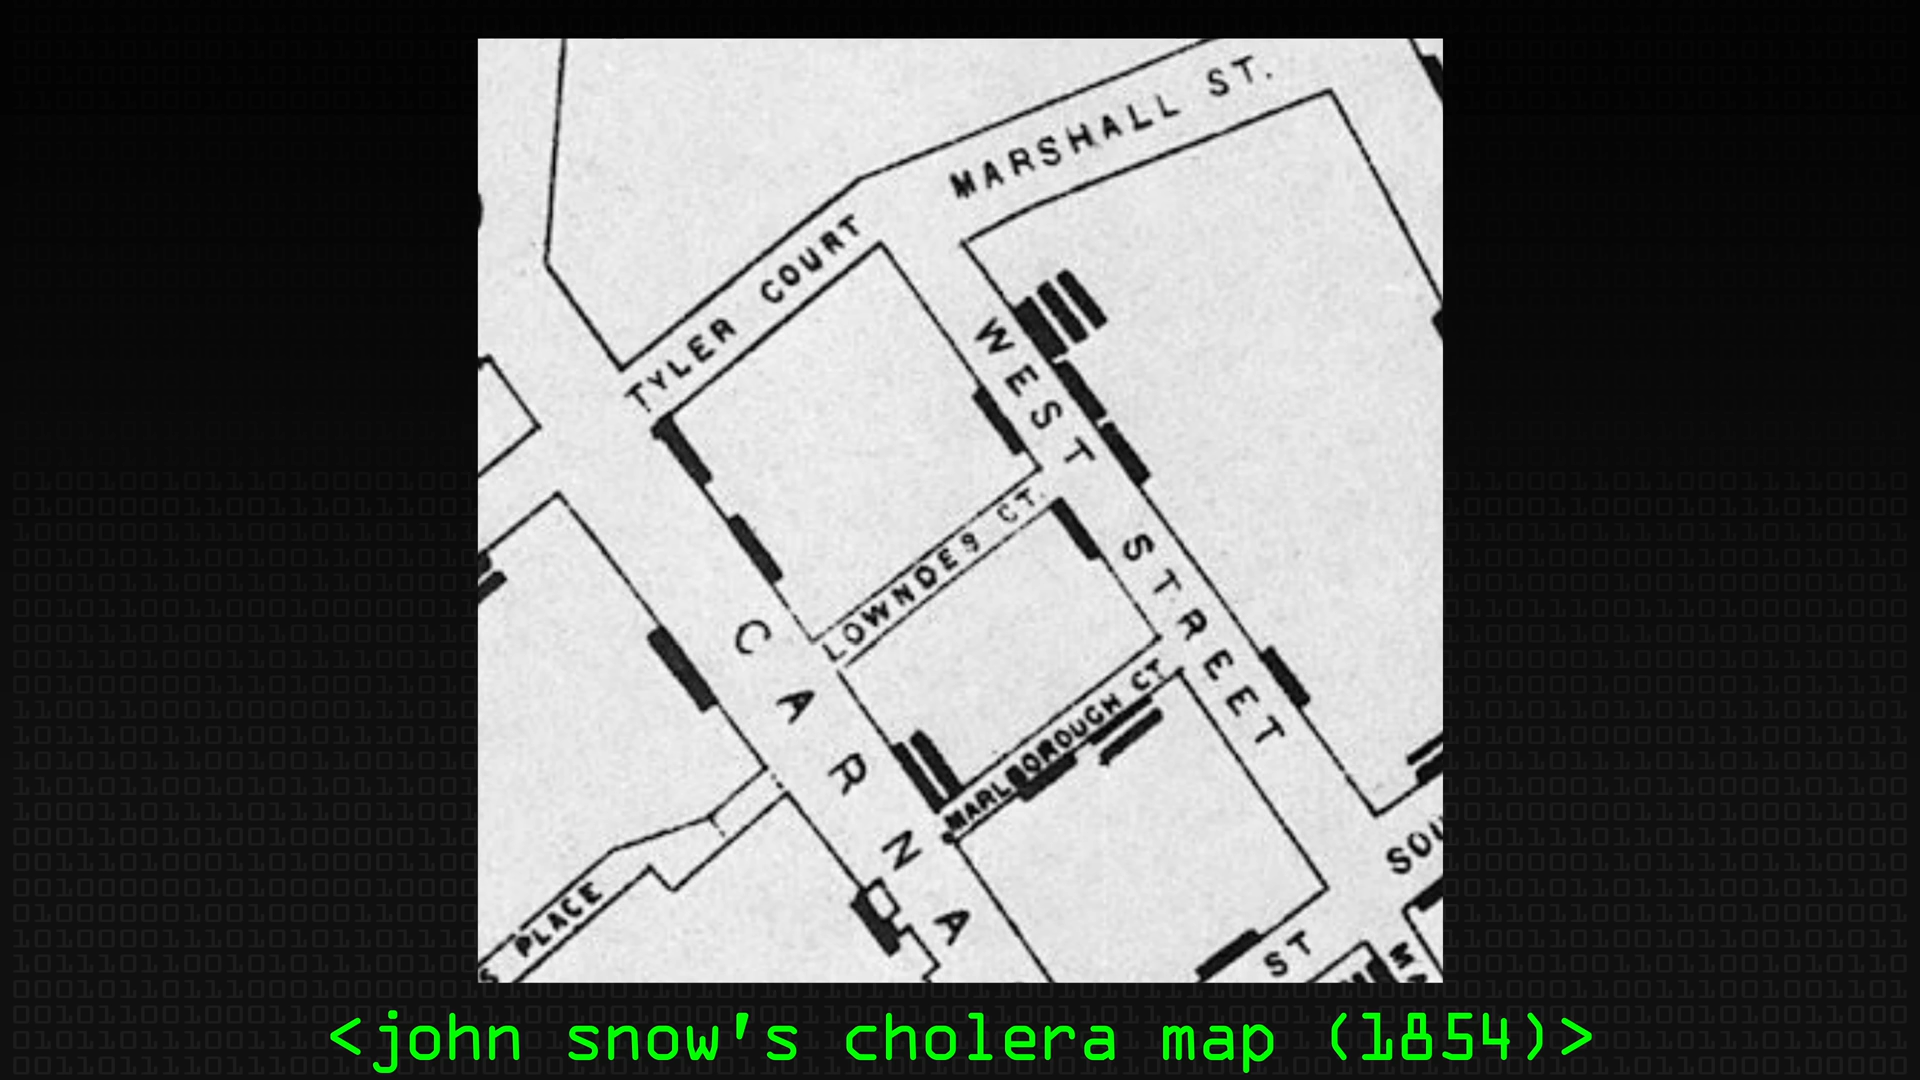 MARSHALL ST.
TYLER COURT
WEST STREET
LOWNDES CT.
CARNA
MARLBOROUGH CT
SOU
PLACE
ST
<john snow's cholera map (1854)>